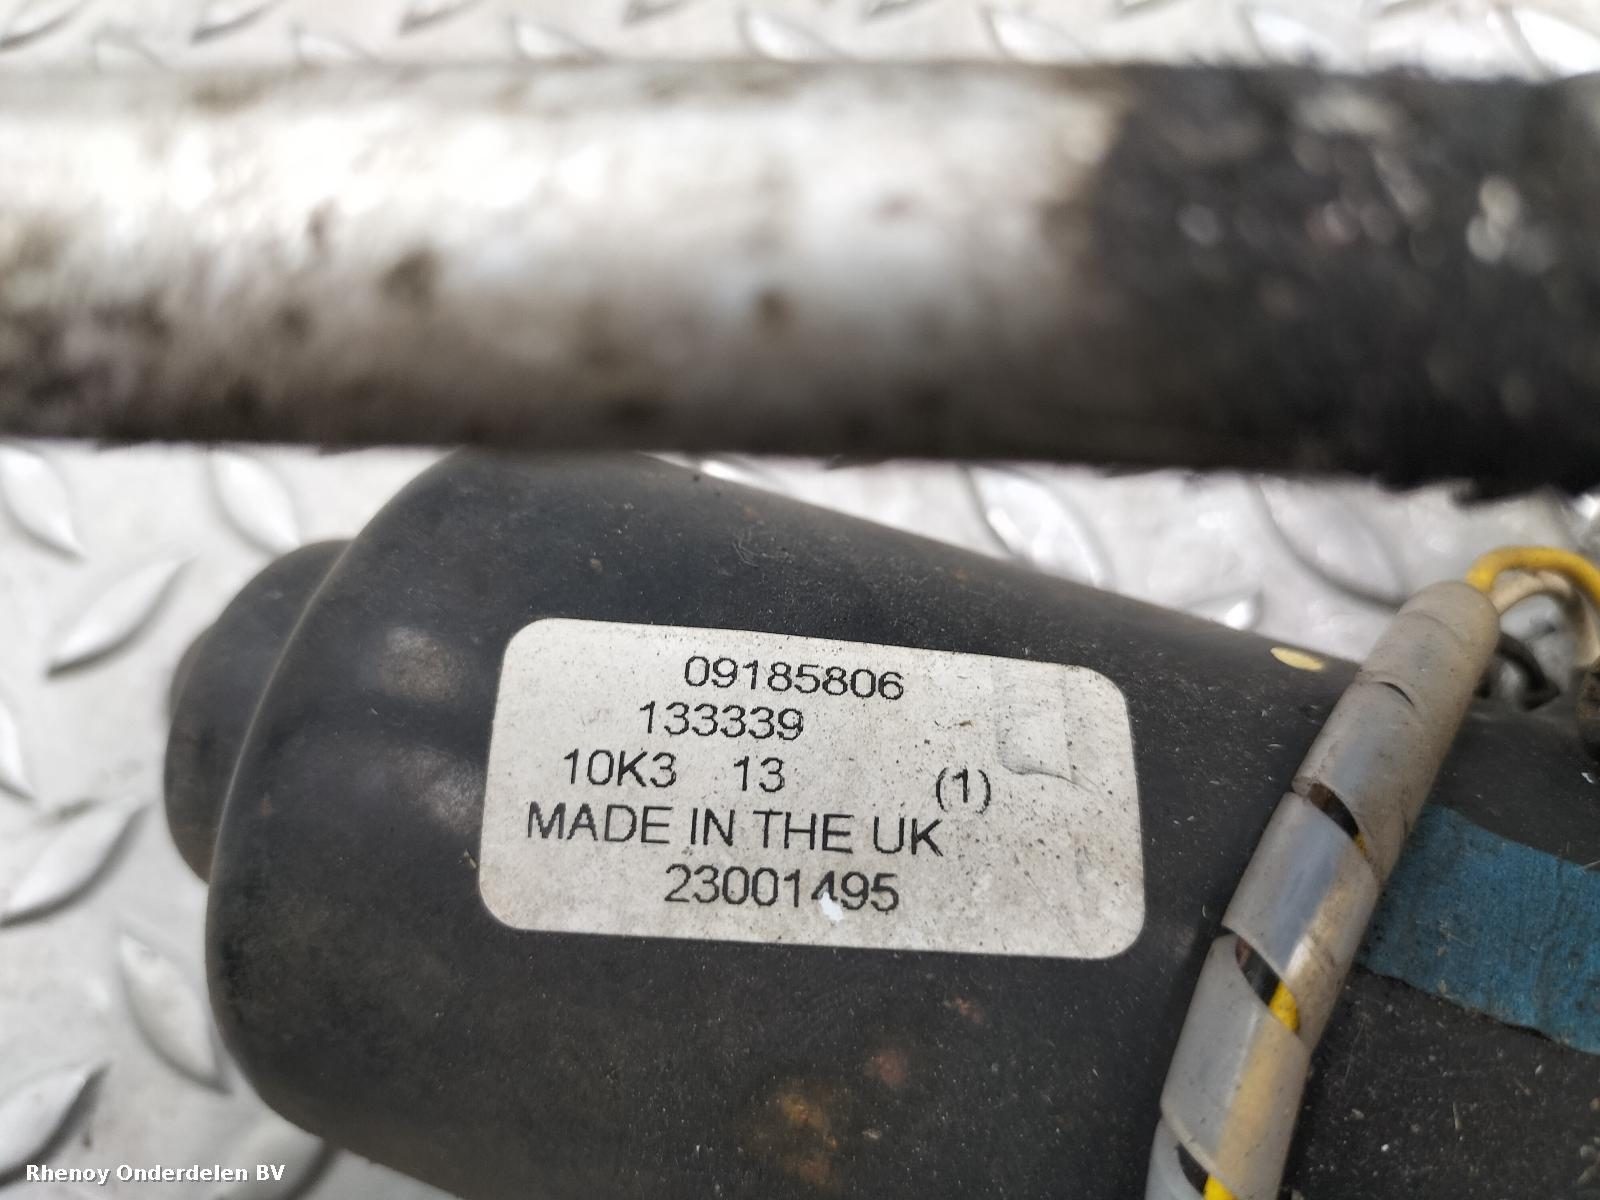 09185806
133339
10K3 13 (1)
MADE IN THE UK
23001495
Rhenoy Onderdelen BV